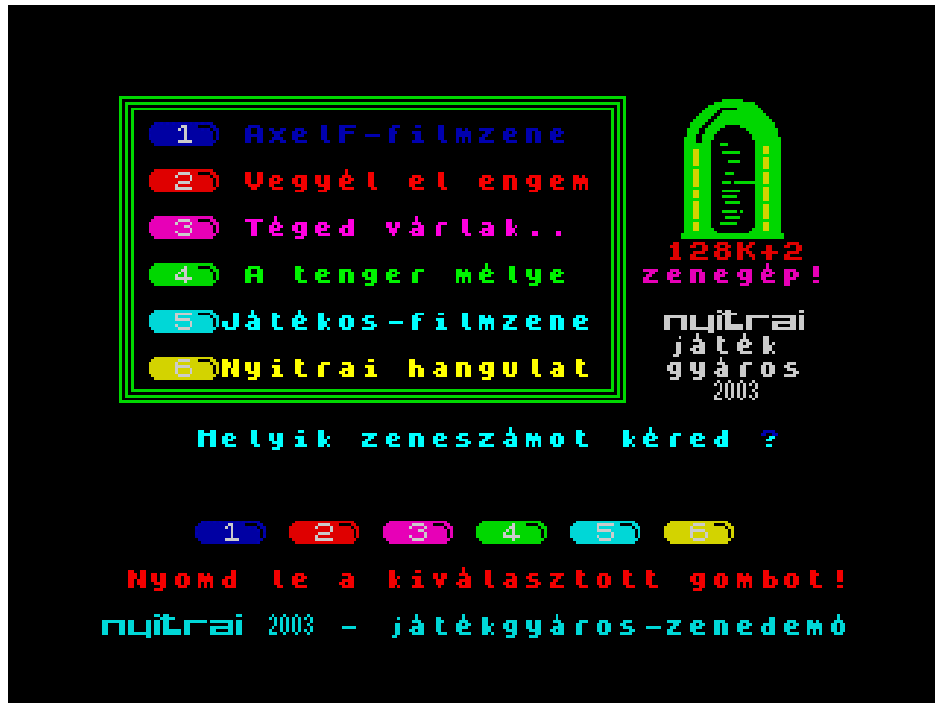 1 AxelF-filmzene
2 Vegyél el engem
3 Téged várlak..
4 A tenger mélye
5 Játékos-filmzene
6 Nyitrai hangulat
128K+2
zenegép!
nyitrai
játék
gyáros
2003
Melyik zeneszámot kéred ?
1 2 3 4 5 6
Nyomd le a kiválasztott gombot!
nyitrai 2003 - játékgyáros-zenedemó